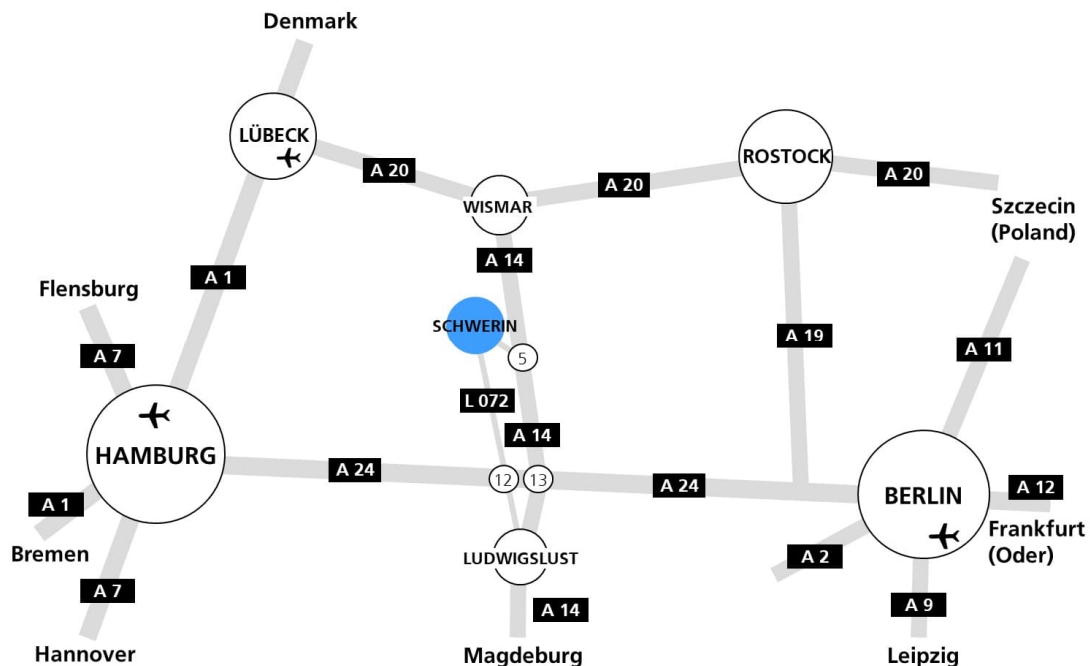 Denmark
LÜBECK
A 20
WISMAR
A 20
ROSTOCK
A 20
Szczecin
(Poland)
A 14
A 1
Flensburg
A 7
SCHWERIN
5
A 19
A 11
L 072
A 14
HAMBURG
A 24
12
13
A 24
BERLIN
A 12
Frankfurt
(Oder)
A 1
Bremen
LUDWIGSLUST
A 2
A 7
A 14
A 9
Hannover
Magdeburg
Leipzig